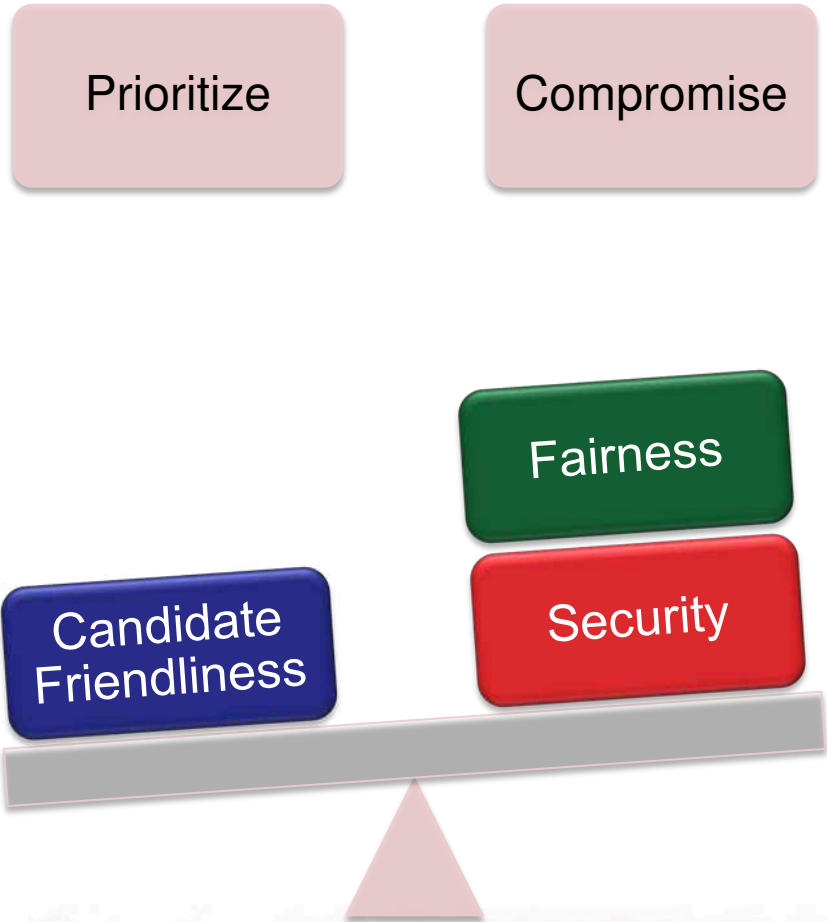 Prioritize
Compromise
Fairness
Security
Candidate
Friendliness